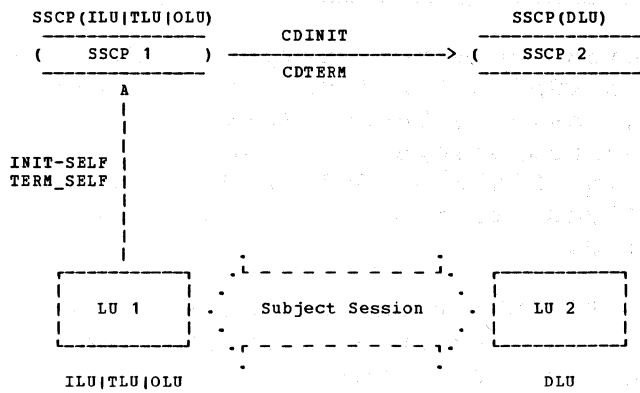 SSCP(ILU|TLU|OLU)
SSCP(DLU)
CDINIT
( SSCP 1 )
( SSCP 2
CDTERM
INIT-SELF
TERM_SELF
LU 1
Subject Session
LU 2
ILU|TLU|OLU
DLU